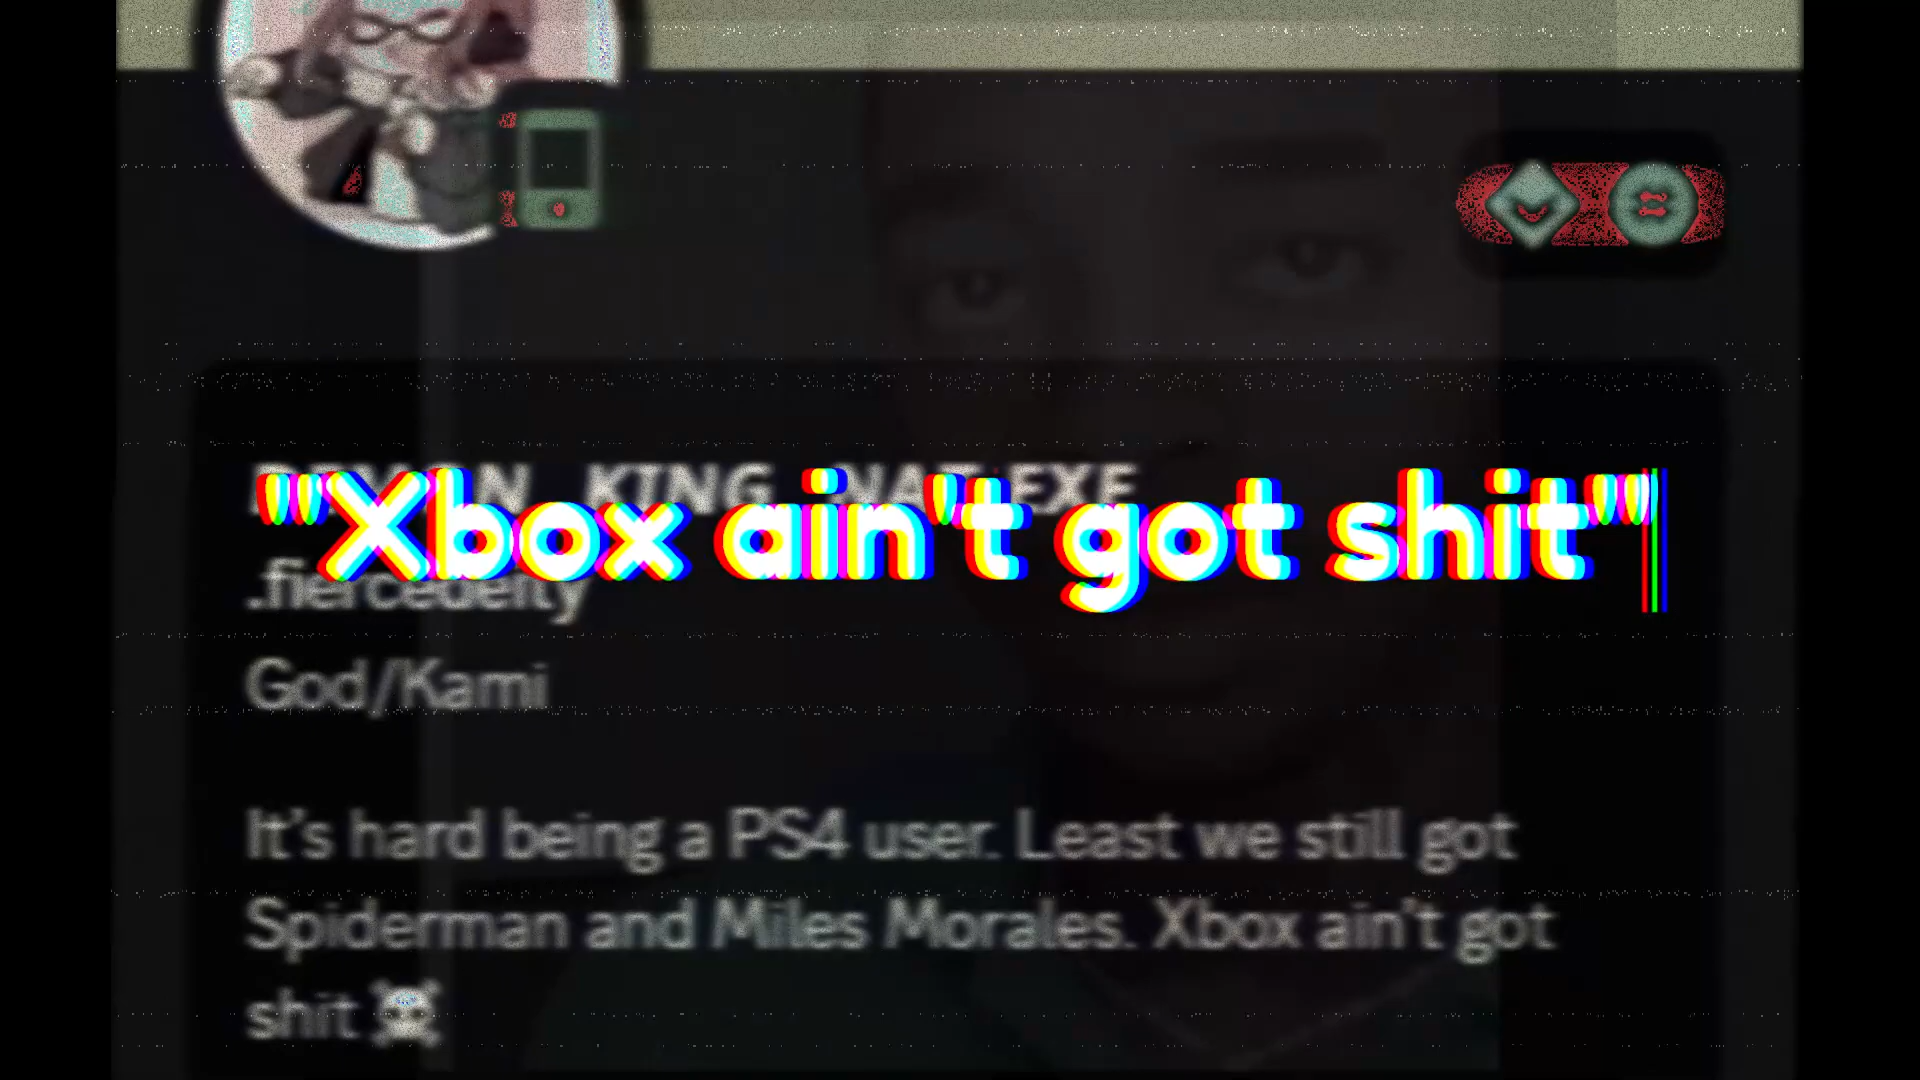 "Xbox ain't got shit"
KING
.fiercedeity
God/Kami
It's hard being a PS4 user. Least we still got
Spiderman and Miles Morales. Xbox ain't got
shit ☠